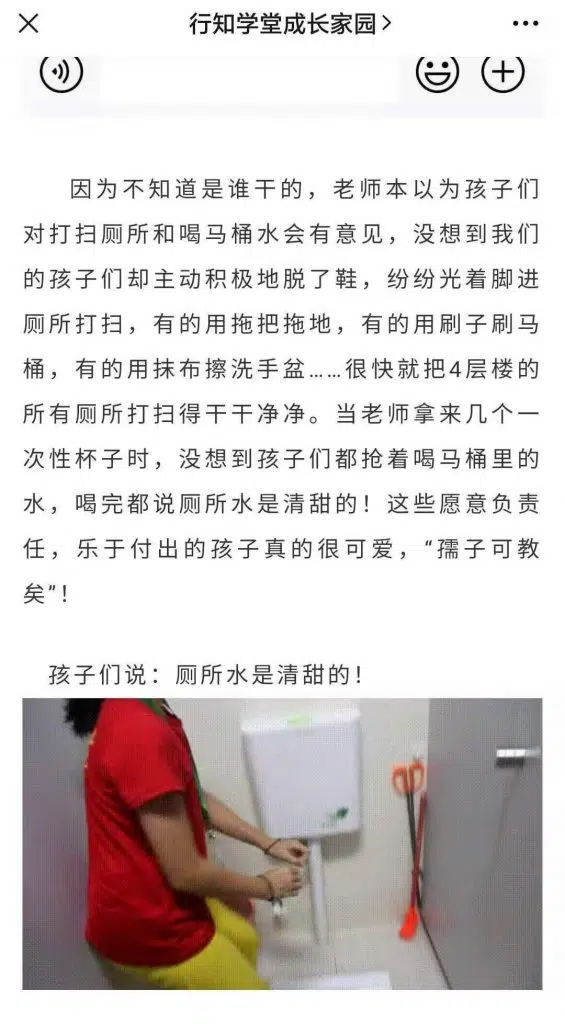 行知学堂成长家园
因为不知道是谁干的，老师本以为孩子们
对打扫厕所和喝马桶水会有意见，没想到我们
的孩子们却主动积极地脱了鞋，纷纷光着脚进
厕所打扫，有的用拖把拖地，有的用刷子刷马
桶，有的用抹布擦洗手盆……很快就把4层楼的
所有厕所打扫得干干净净。当老师拿来几个一
次性杯子时，没想到孩子们都抢着喝马桶里的
水，喝完都说厕所水是清甜的！这些愿意负责
任，乐于付出的孩子真的很可爱，“孺子可教
矣”！
孩子们说：厕所水是清甜的！